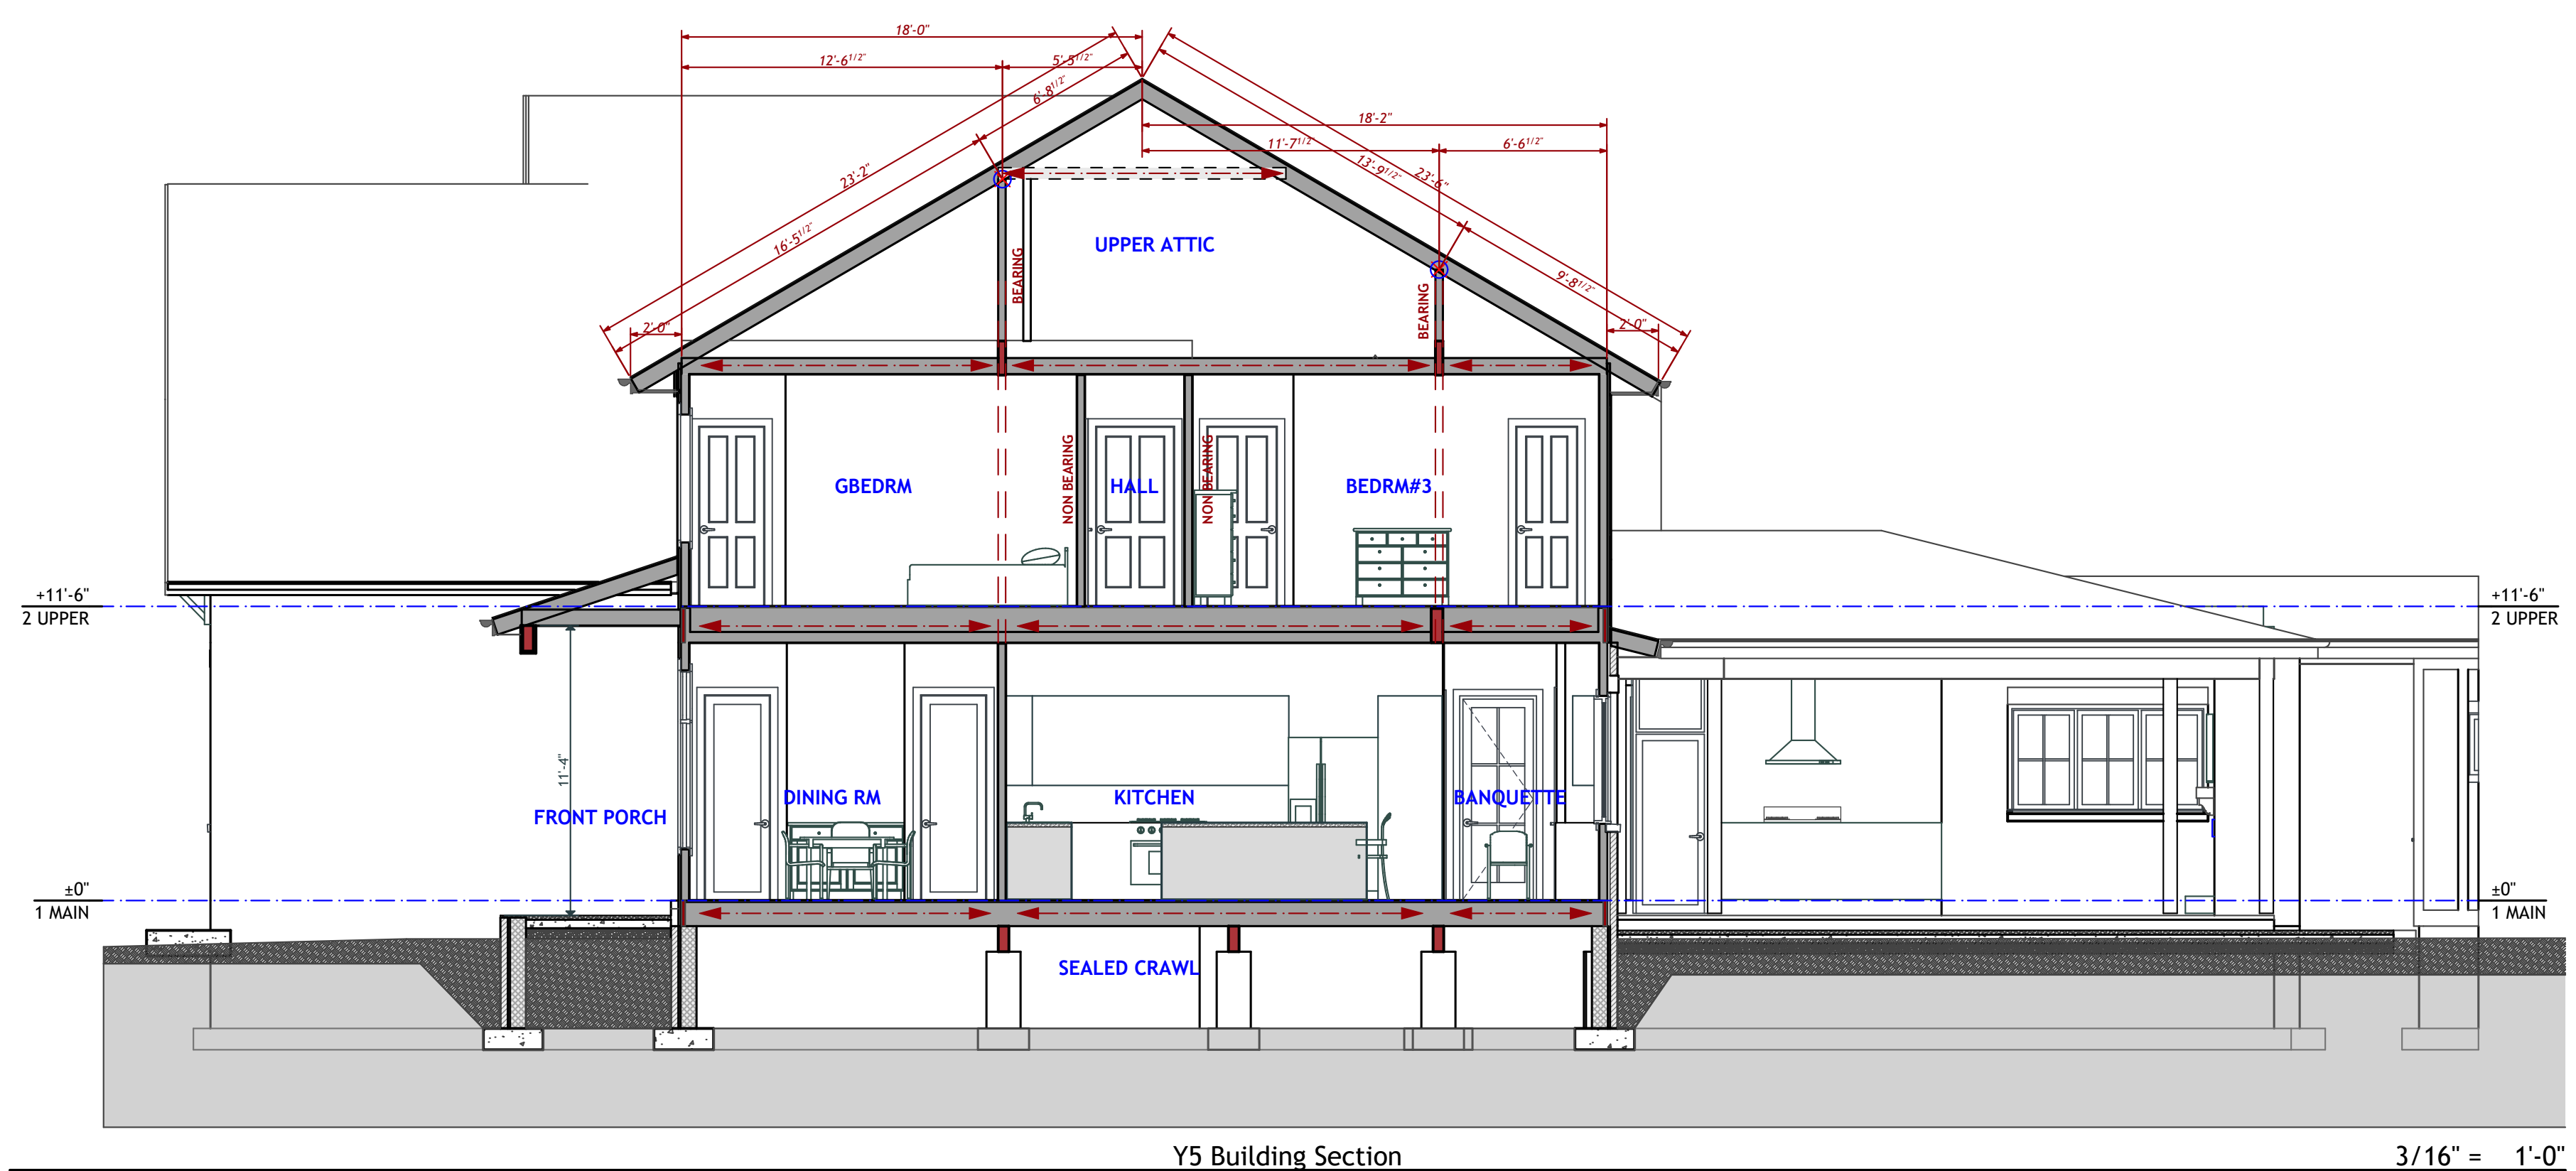 18'-0"
12'-6 1/2"
5'-5 1/2"
6'-8 1/2"
23'-2"
16'-5 1/2"
2'-0"
18'-2"
11'-7 1/2"
6'-6 1/2"
13'-9 1/2"
23'-6"
9'-8 1/2"
2'-0"
UPPER ATTIC
BEARING
BEARING
GBEDRM
NON BEARING
HALL
NON BEARING
BEDRM#3
+11'-6"
2 UPPER
+11'-6"
2 UPPER
11'-4"
FRONT PORCH
DINING RM
KITCHEN
BANQUETTE
±0"
1 MAIN
±0"
1 MAIN
SEALED CRAWL
Y5 Building Section
3/16" = 1'-0"